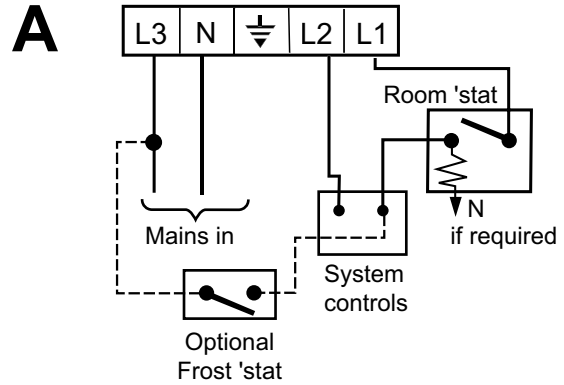 A
L3 N L2 L1
Room 'stat
N
if required
Mains in
System
controls
Optional
Frost 'stat